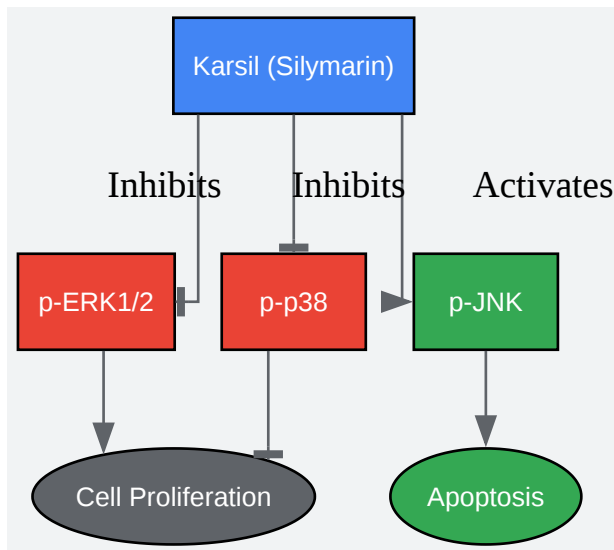 Karsil (Silymarin)
Inhibits
Inhibits
Activates
p-ERK1/2
p-p38
p-JNK
Cell Proliferation
Apoptosis